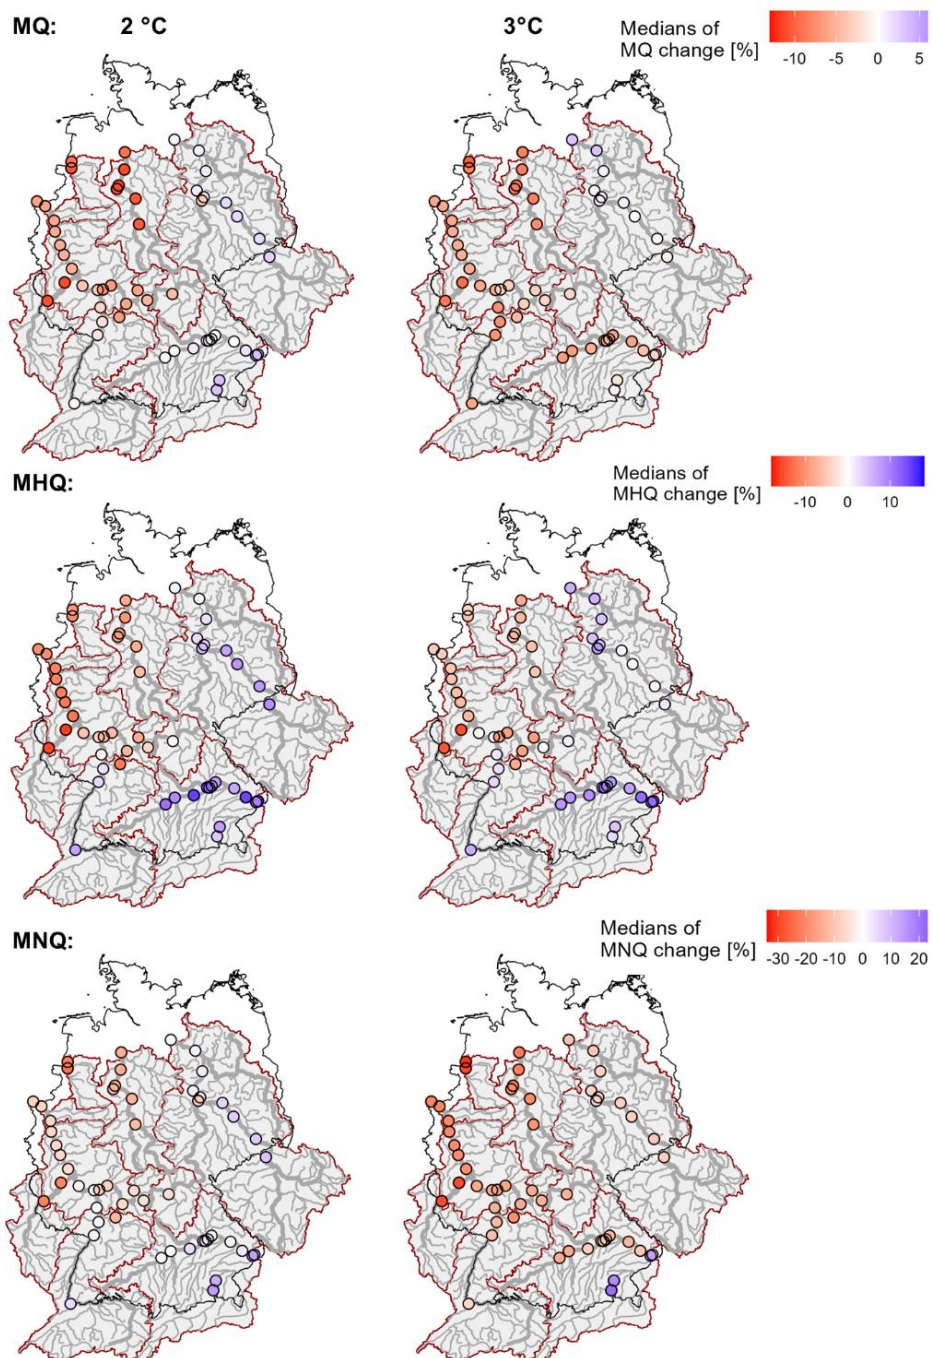 MQ: 2 °C 3°C
Medians of
MQ change [%]
-10 -5 0 5
MHQ:
Medians of
MHQ change [%]
-10 0 10
MNQ:
Medians of
MNQ change [%]
-30 -20 -10 0 10 20